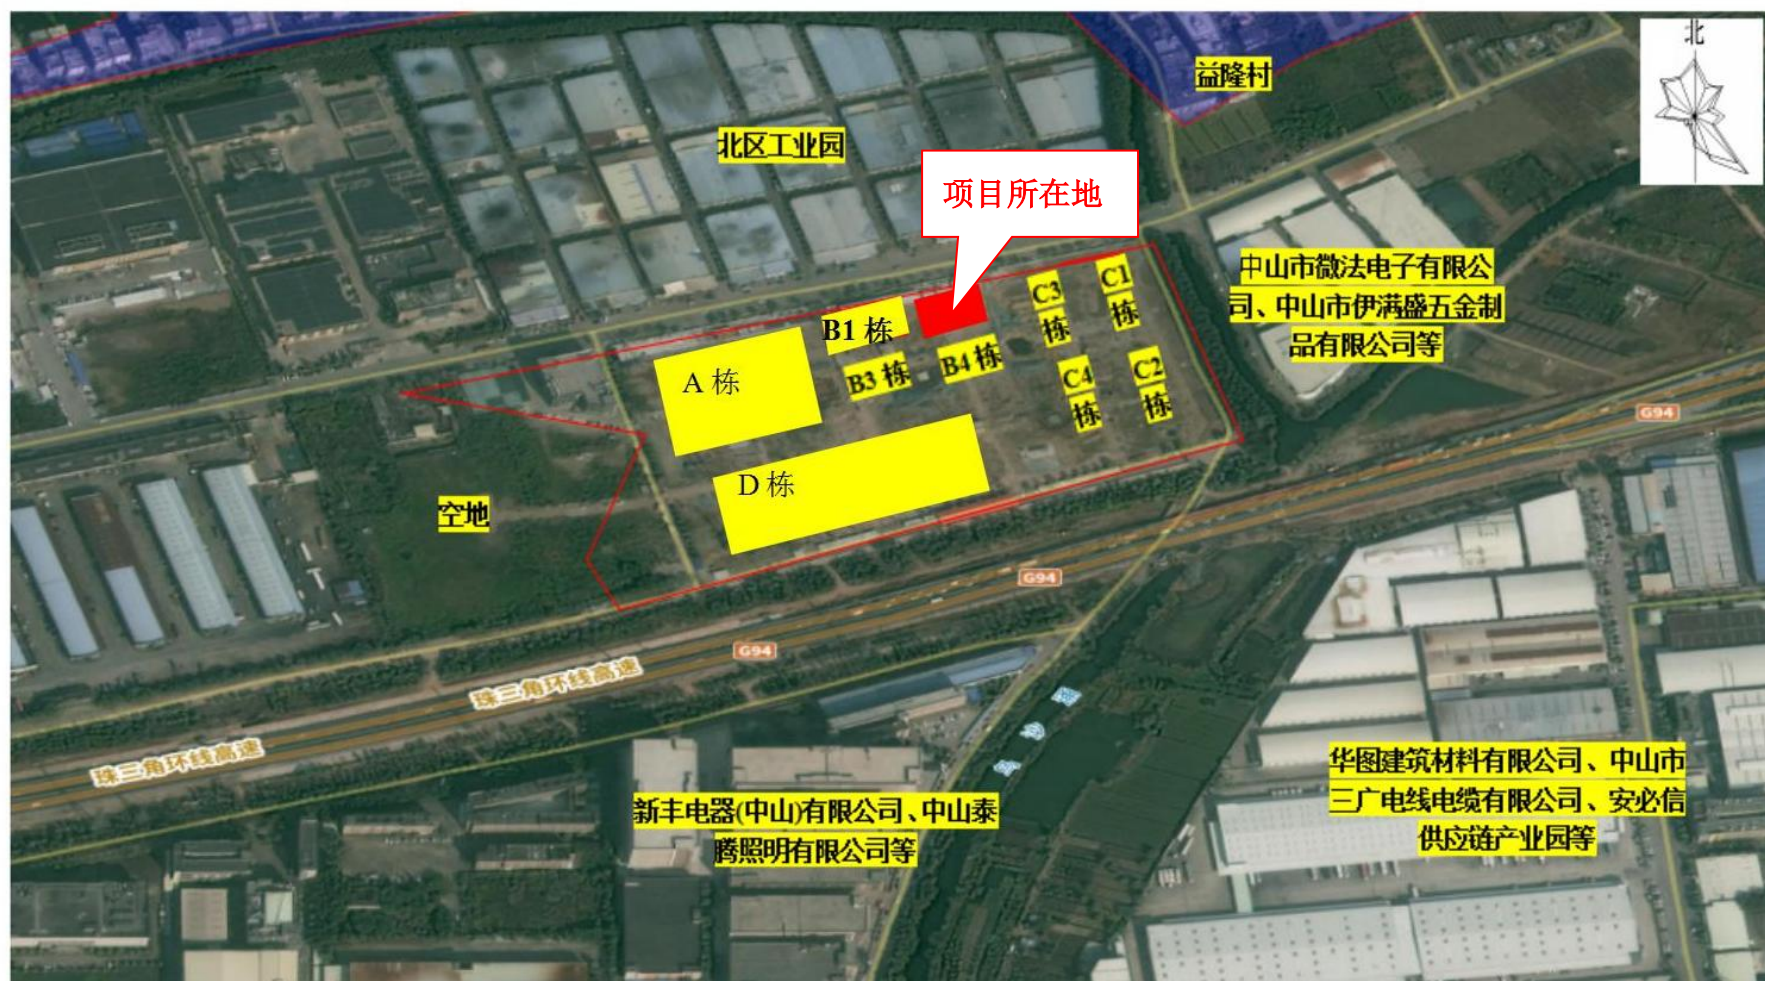 北
益隆村
北区工业园
项目所在地
中山市微法电子有限公
司、中山市伊满盛五金制
品有限公司等
C3
栋
C1
栋
B1 栋
A 栋
B3 栋
B4 栋
C4
栋
C2
栋
G94
D 栋
空地
G94
G94
珠三角环线高速
珠三角环线高速
华图建筑材料有限公司、中山市
三广电线电缆有限公司、安必信
供应链产业园等
新丰电器(中山)有限公司、中山泰
腾照明有限公司等